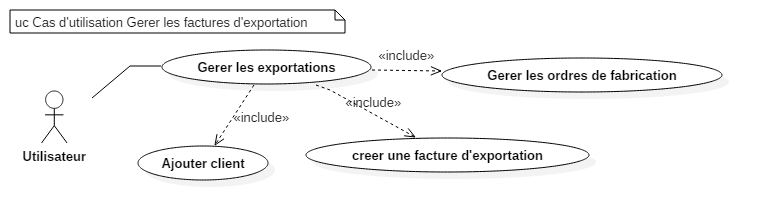 uc Cas d'utilisation Gerer les factures d'exportation
«include»
Gerer les exportations
Gerer les ordres de fabrication
«include»
«include»
Utilisateur
Ajouter client
creer une facture d'exportation